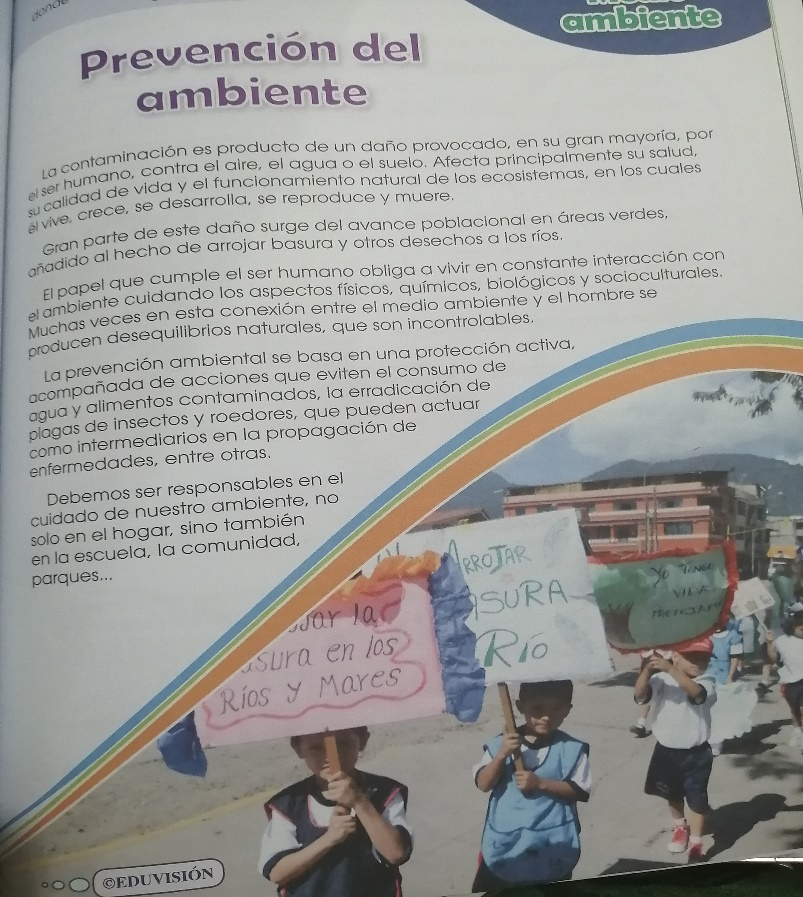 donde
ambiente
Prevención del
ambiente
La contaminación es producto de un daño provocado, en su gran mayoría, por
el ser humano, contra el aire, el agua o el suelo. Afecta principalmente su salud,
su calidad de vida y el funcionamiento natural de los ecosistemas, en los cuales
él vive, crece, se desarrolla, se reproduce y muere.
Gran parte de este daño surge del avance poblacional en áreas verdes,
añadido al hecho de arrojar basura y otros desechos a los ríos.
El papel que cumple el ser humano obliga a vivir en constante interacción con
el ambiente cuidando los aspectos físicos, químicos, biológicos y socioculturales.
Muchas veces en esta conexión entre el medio ambiente y el hombre se
producen desequilibrios naturales, que son incontrolables.
La prevención ambiental se basa en una protección activa,
acompañada de acciones que eviten el consumo de
agua y alimentos contaminados, la erradicación de
plagas de insectos y roedores, que pueden actuar
como intermediarios en la propagación de
enfermedades, entre otras.
Debemos ser responsables en el
cuidado de nuestro ambiente, no
solo en el hogar, sino también
en la escuela, la comunidad,
parques...
ARROJAR
ASURA
Río
jar la
sura en los
Ríos y Mares
Yo TENGO
VIDA
©EDUVISIÓN